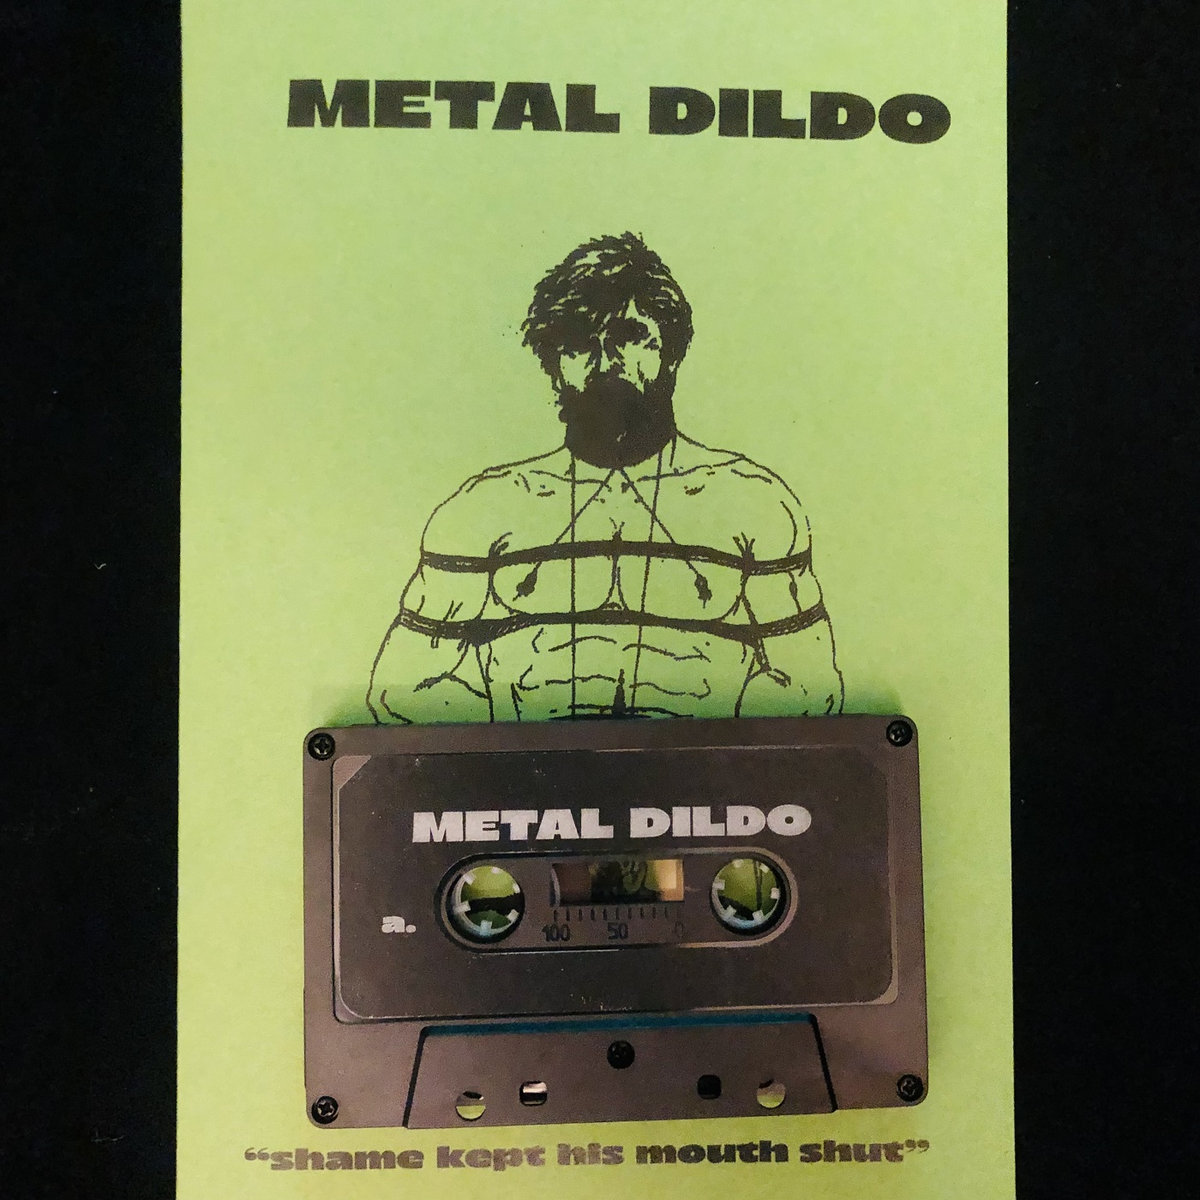 METAL DILDO
METAL DILDO
a.
100 50 0
“shame kept his mouth shut”